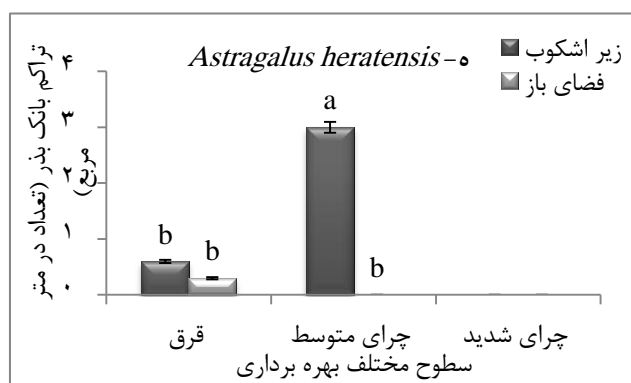 ۵-Astragalus heratensis
زیر اشکوب
فضای باز
تراکم بانک بذر (تعداد در متر
مربع)
۴
۳
۲
۱
۰
a
b b b
قرق چرای متوسط چرای شدید
سطوح مختلف بهره برداری